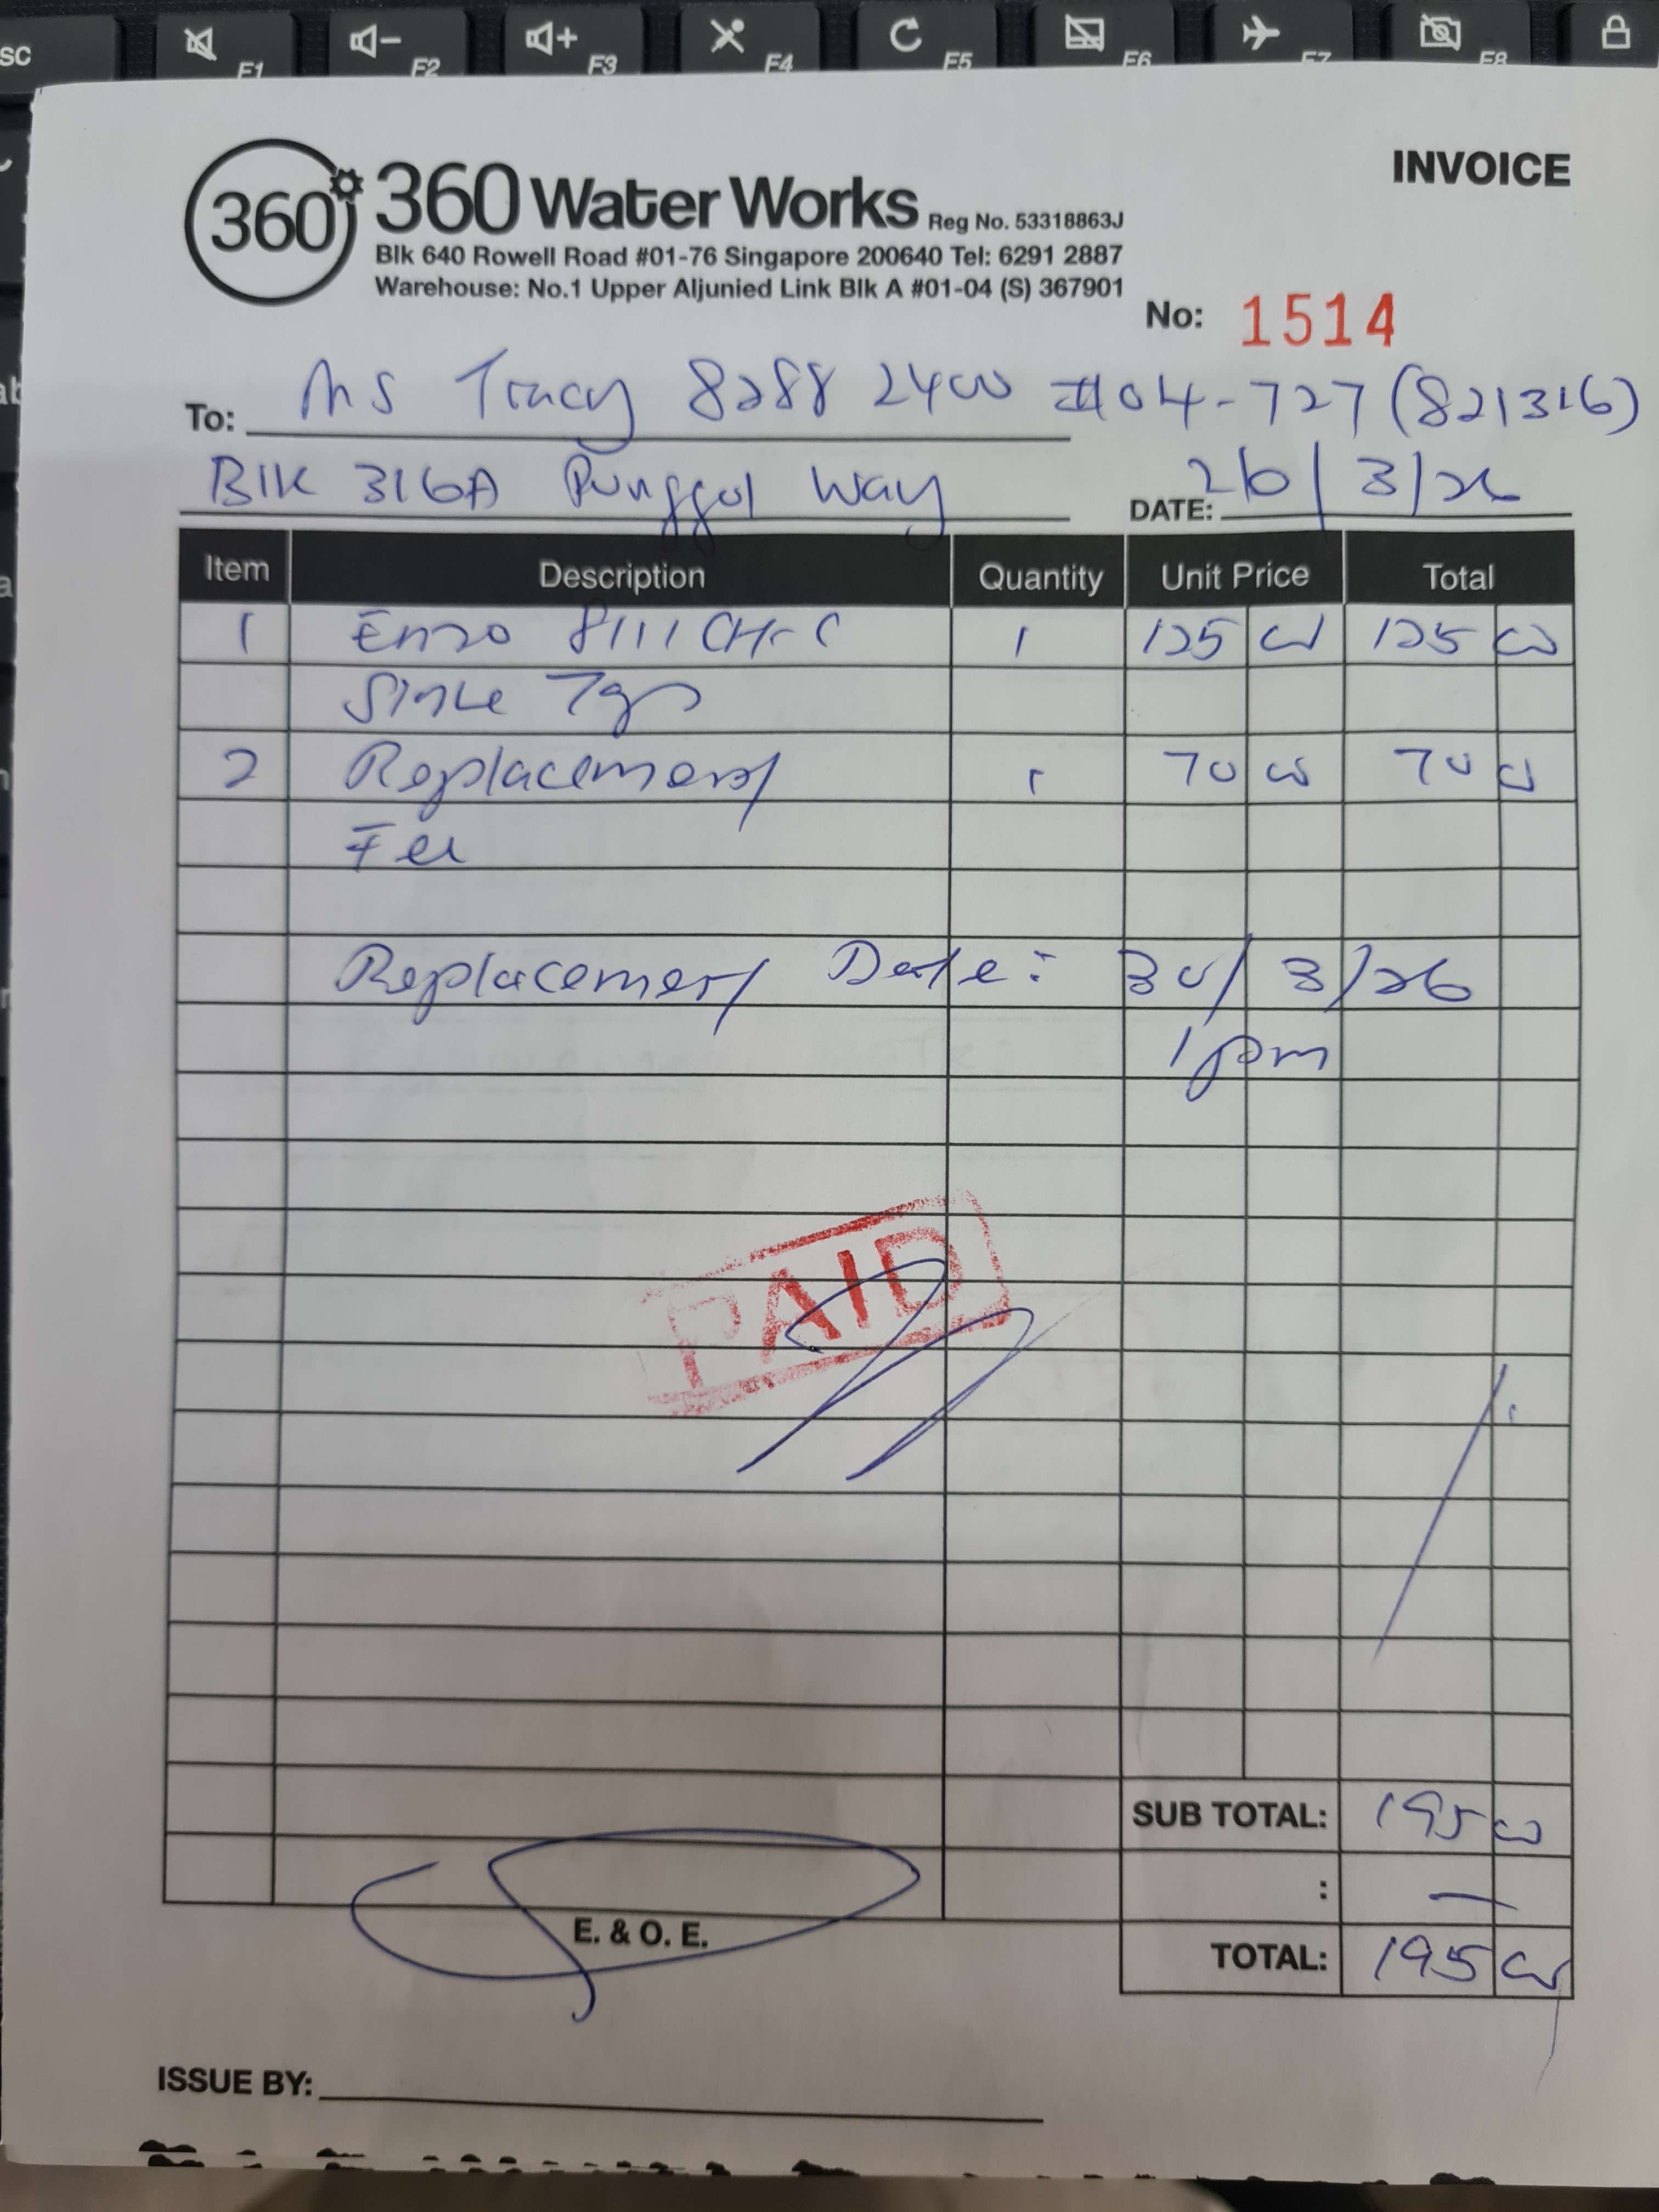 sc F1 F2 F3 F4 F5 F6 F7 F8
INVOICE
360 360 Water Works Reg No. 53318863J
Blk 640 Rowell Road #01-76 Singapore 200640 Tel: 6291 2887
Warehouse: No.1 Upper Aljunied Link Blk A #01-04 (S) 367901
No: 1514
To: Ms Tracy 8288 2400 #04-727 (821316)
Blk 316A Punggol Way DATE: 26/3/26
Item Description Quantity Unit Price Total
1 Enzo 8111 CH-C 1 125 00 125 00
Sink Tap
2 Replacement 1 70 00 70 00
Fee
Replacement Date: 30/3/26
1pm
PAID
SUB TOTAL: 195 00
: —
E. & O. E.
TOTAL: 195 00
ISSUE BY: